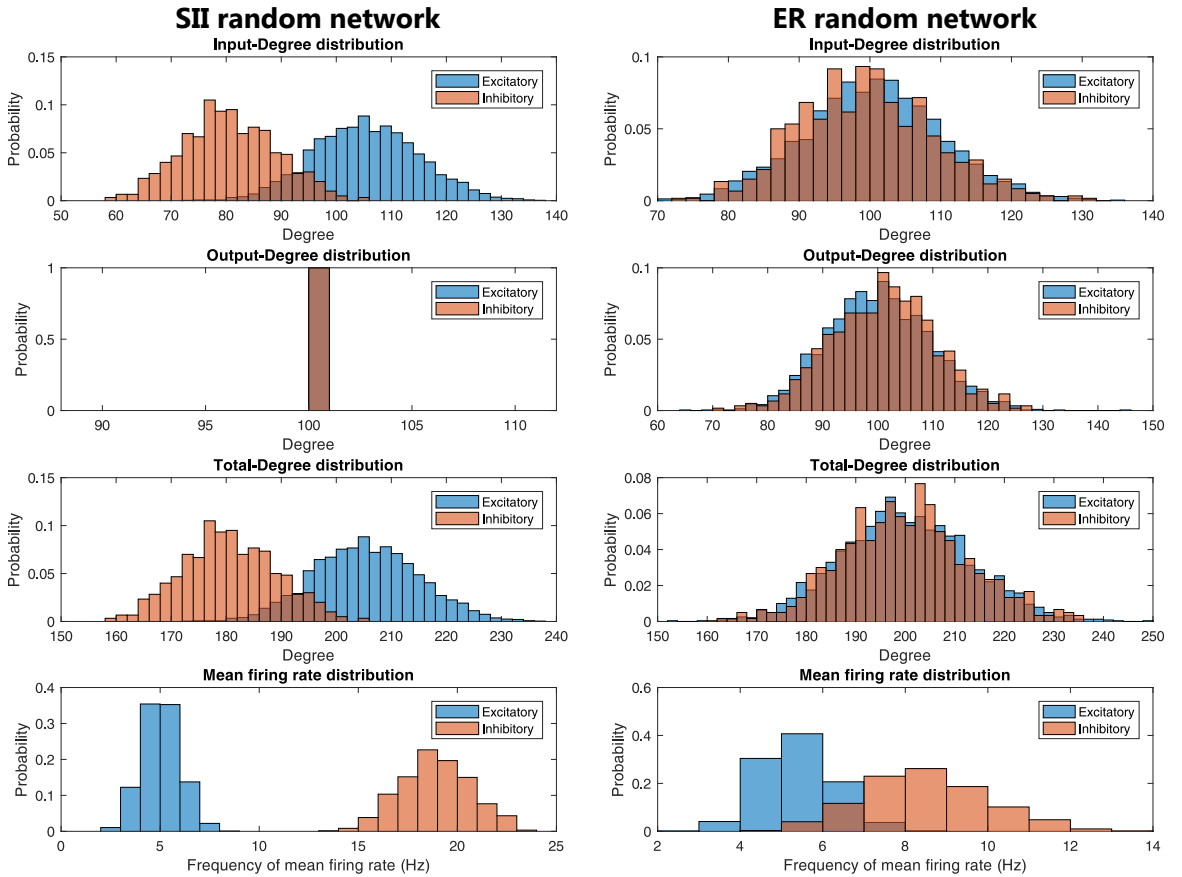 SII random network
Input-Degree distribution
0.15
0.1
0.05
0
Probability
Excitatory
Inhibitory
50 60 70 80 90 100 110 120 130 140
Degree
Output-Degree distribution
1
0.5
0
Probability
Excitatory
Inhibitory
90 95 100 105 110
Degree
Total-Degree distribution
0.15
0.1
0.05
0
Probability
Excitatory
Inhibitory
150 160 170 180 190 200 210 220 230 240
Degree
Mean firing rate distribution
0.4
0.3
0.2
0.1
0
Probability
Excitatory
Inhibitory
0 5 10 15 20 25
Frequency of mean firing rate (Hz)
ER random network
Input-Degree distribution
0.1
0.05
0
Probability
Excitatory
Inhibitory
70 80 90 100 110 120 130 140
Degree
Output-Degree distribution
0.1
0.05
0
Probability
Excitatory
Inhibitory
60 70 80 90 100 110 120 130 140 150
Degree
Total-Degree distribution
0.08
0.06
0.04
0.02
0
Probability
Excitatory
Inhibitory
150 160 170 180 190 200 210 220 230 240 250
Degree
Mean firing rate distribution
0.6
0.4
0.2
0
Probability
Excitatory
Inhibitory
2 4 6 8 10 12 14
Frequency of mean firing rate (Hz)